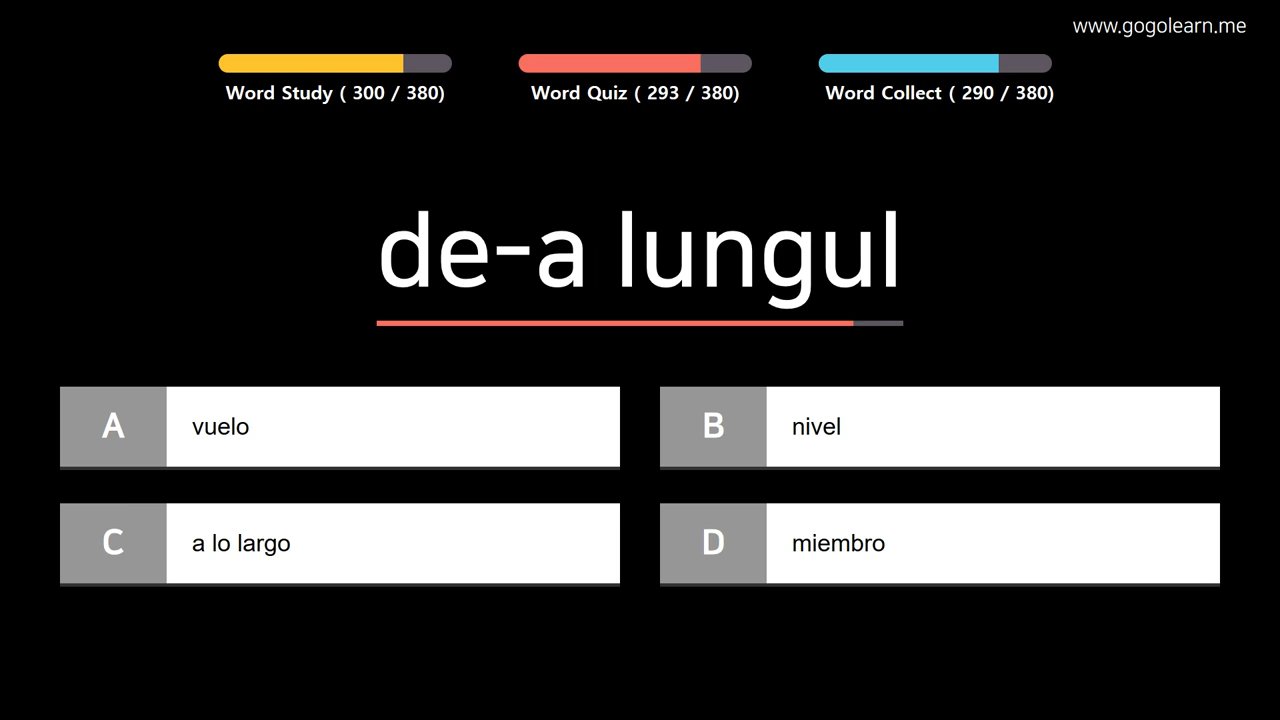 www.gogolearn.me
Word Study ( 300 / 380)
Word Quiz ( 293 / 380)
Word Collect ( 290 / 380)
de-a lungul
A
vuelo
B
nivel
C
a lo largo
D
miembro